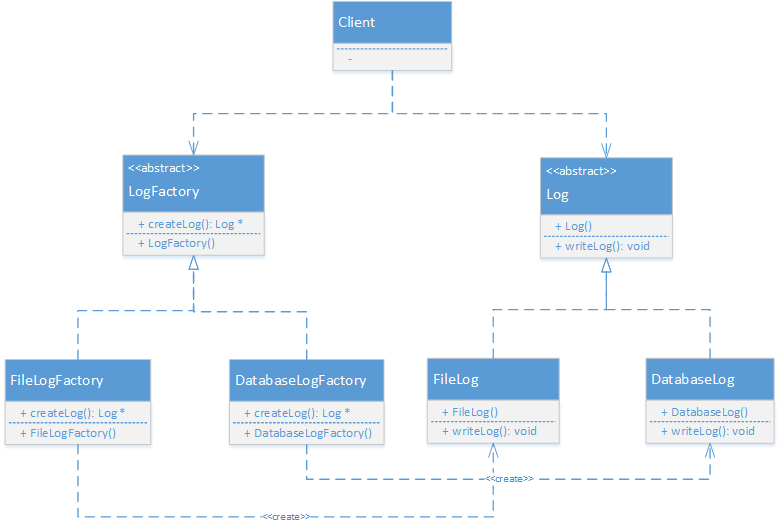 Client
-
<<abstract>>
LogFactory
+ createLog(): Log *
+ LogFactory()
<<abstract>>
Log
+ Log()
+ writeLog(): void
FileLogFactory
+ createLog(): Log *
+ FileLogFactory()
DatabaseLogFactory
+ createLog(): Log *
+ DatabaseLogFactory()
FileLog
+ FileLog()
+ writeLog(): void
DatabaseLog
+ DatabaseLog()
+ writeLog(): void
<<create>>
<<create>>